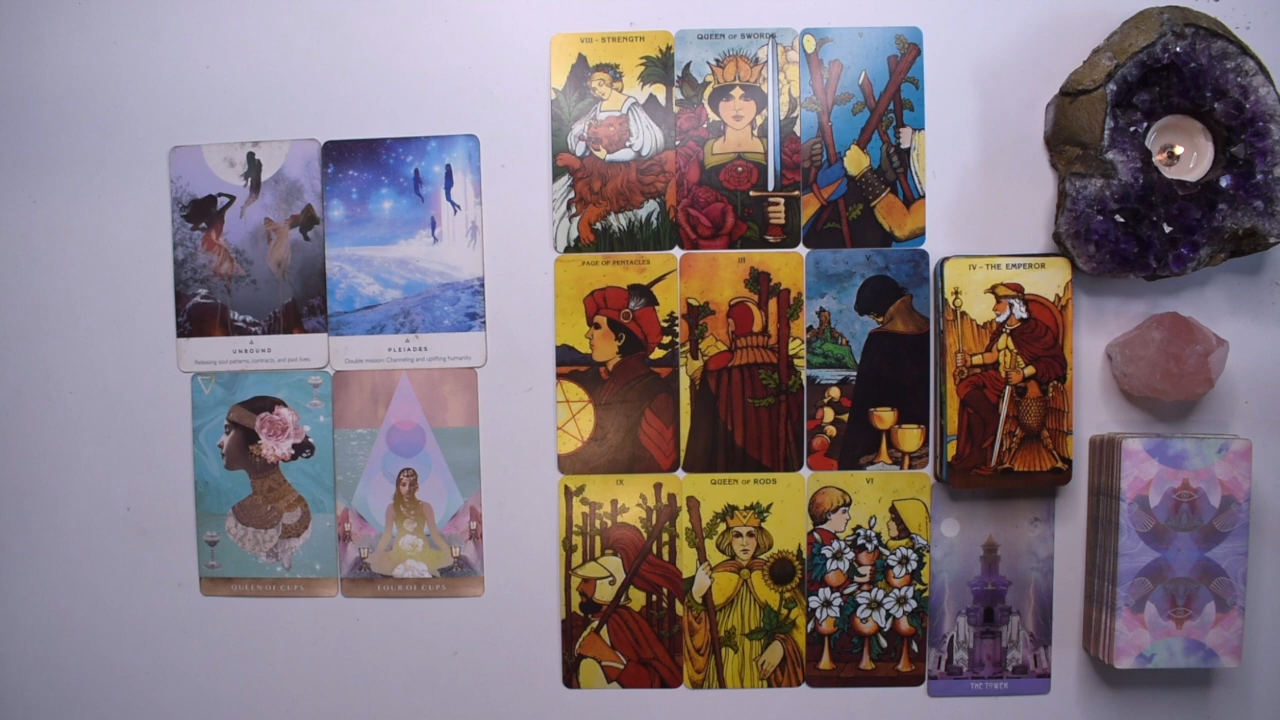 UNBOUND
Releasing soul patterns, contracts, and past lives.
PLEIADES
Double mission: Channeling and uplifting humanity
QUEEN OF CUPS
FOUR OF CUPS
VIII - STRENGTH
QUEEN OF SWORDS
V
PAGE OF PENTACLES
III
IX
QUEEN OF RODS
VI
IV - THE EMPEROR
THE TOWER